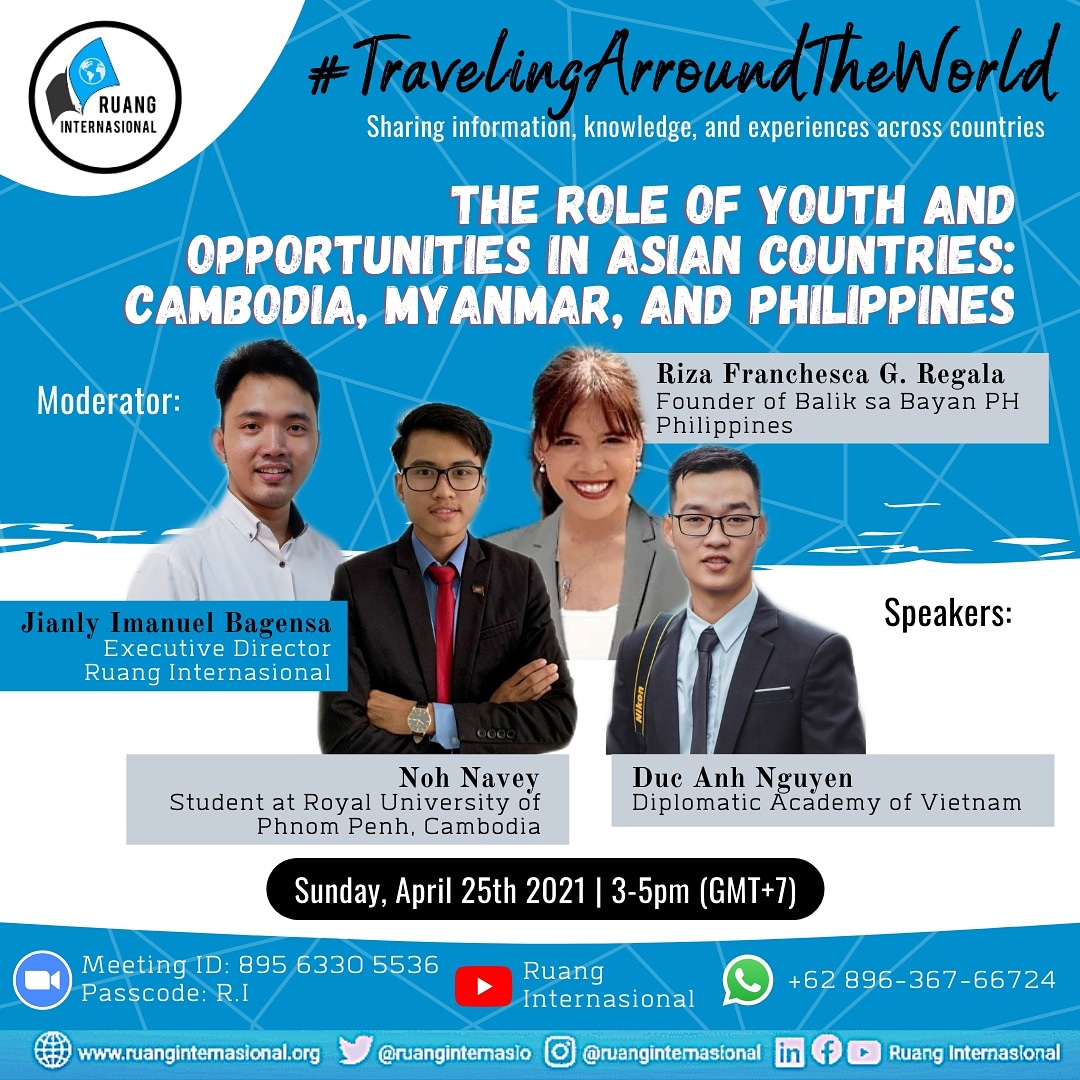 RUANG
INTERNASIONAL
#TravelingArroundTheWorld
Sharing information, knowledge, and experiences across countries
THE ROLE OF YOUTH AND
OPPORTUNITIES IN ASIAN COUNTRIES:
CAMBODIA, MYANMAR, AND PHILIPPINES
Moderator:
Riza Franchesca G. Regala
Founder of Balik sa Bayan PH
Philippines
Jianly Imanuel Bagensa
Executive Director
Ruang Internasional
Speakers:
Nikon
Noh Navey
Student at Royal University of
Phnom Penh, Cambodia
Duc Anh Nguyen
Diplomatic Academy of Vietnam
Sunday, April 25th 2021 | 3-5pm (GMT+7)
Meeting ID: 895 6330 5536
Passcode: R.I
Ruang
Internasional
+62 896-367-66724
www.ruanginternasional.org @ruanginternasio @ruanginternasional in Ruang Internasional